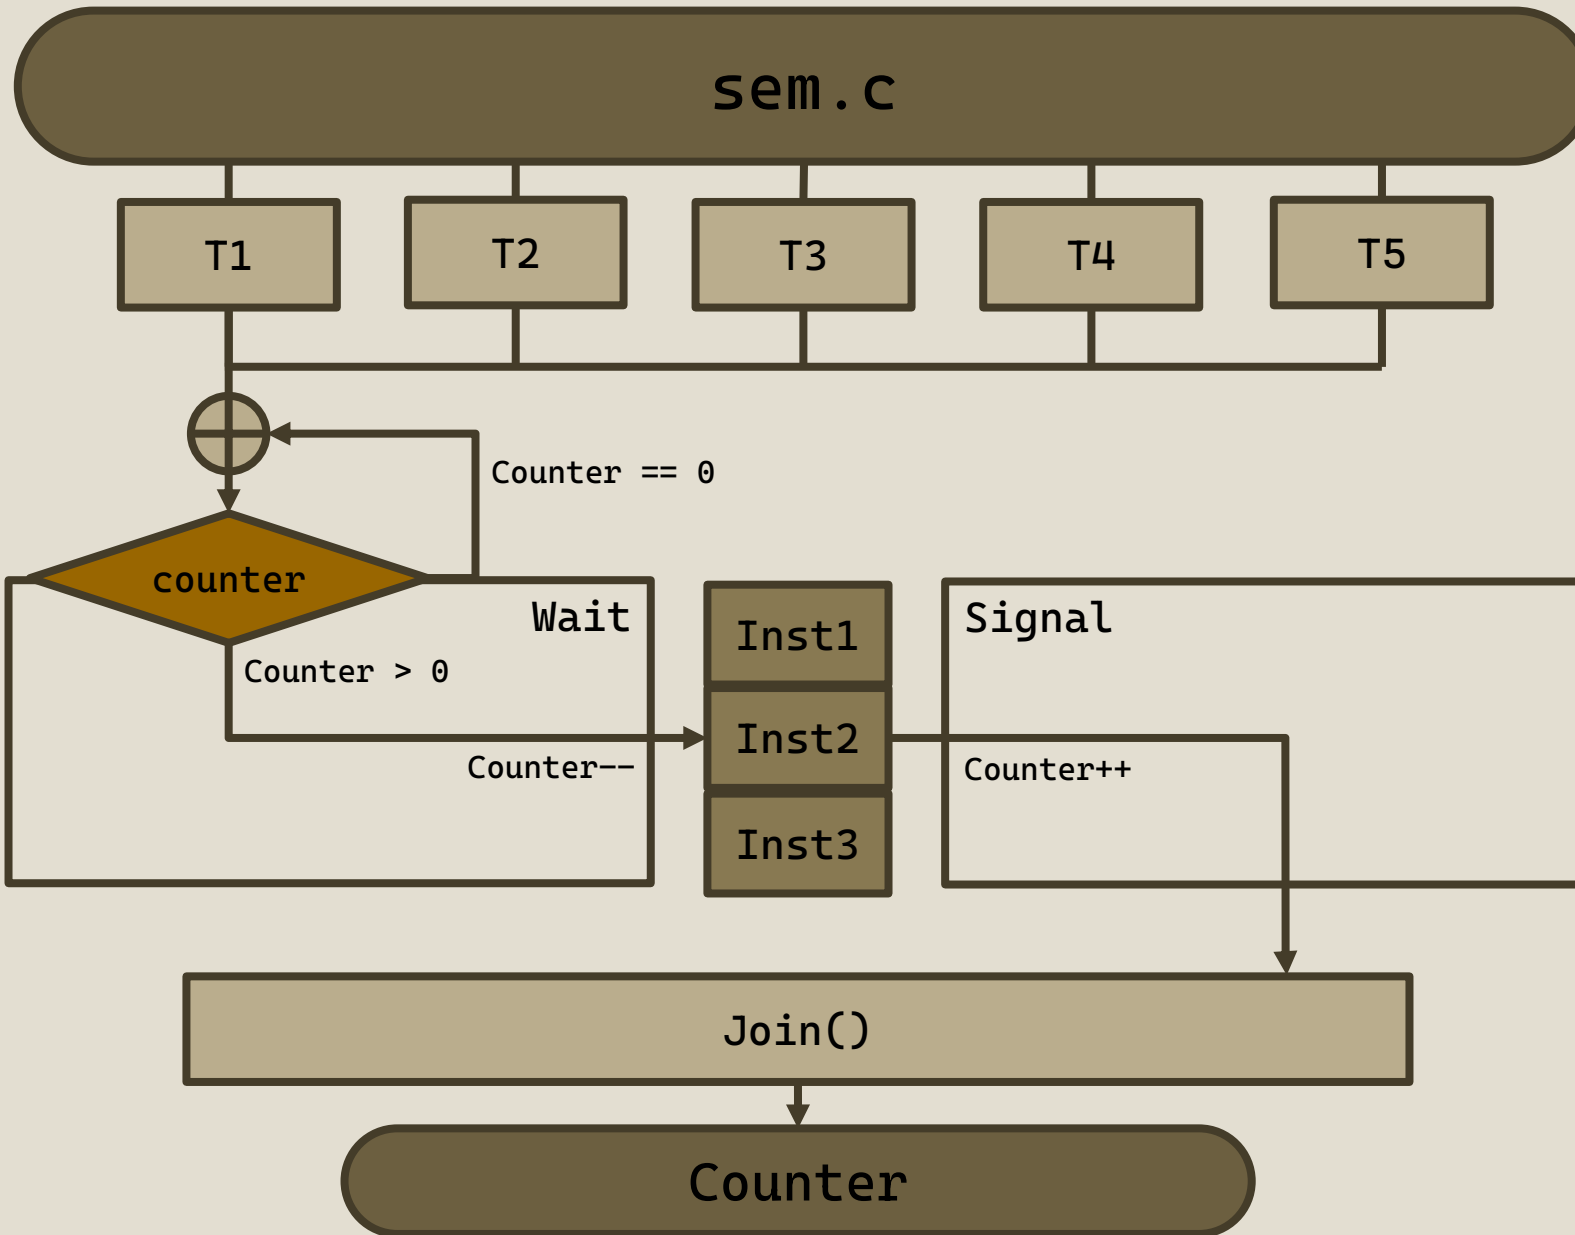 sem.c
T1
T2
T3
T4
T5
Counter == 0
counter
Wait
Counter > 0
Counter--
Inst1
Inst2
Inst3
Signal
Counter++
Join()
Counter